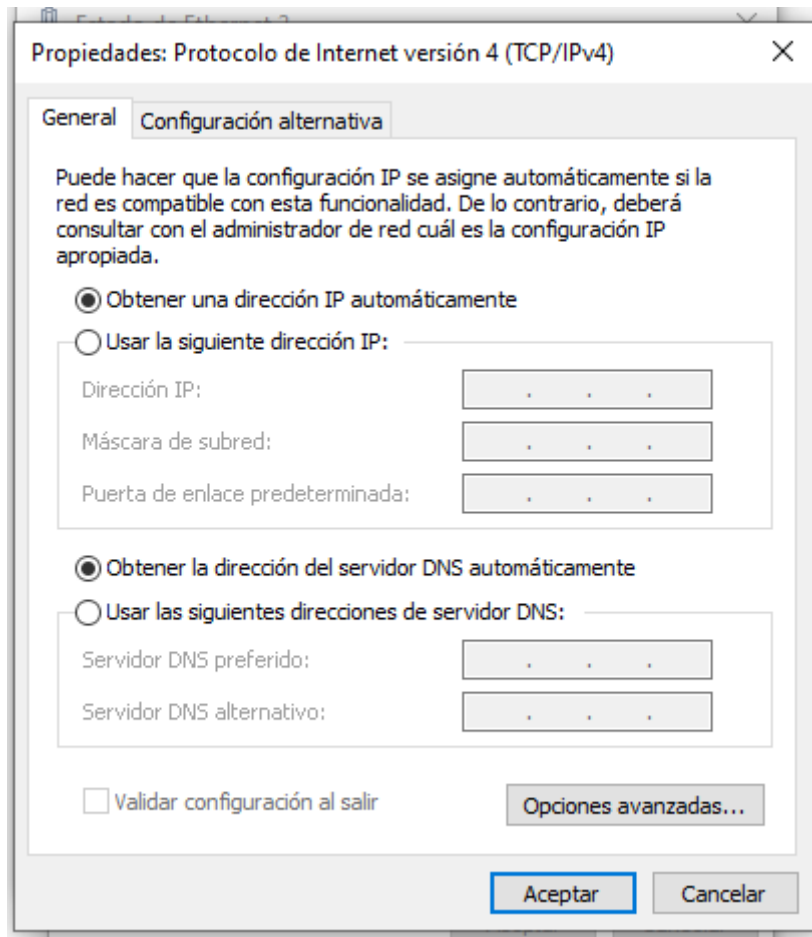 Estado de Ethernet 2
Propiedades: Protocolo de Internet versión 4 (TCP/IPv4)
General
Configuración alternativa
Puede hacer que la configuración IP se asigne automáticamente si la
red es compatible con esta funcionalidad. De lo contrario, deberá
consultar con el administrador de red cuál es la configuración IP
apropiada.
Obtener una dirección IP automáticamente
Usar la siguiente dirección IP:
Dirección IP:
Máscara de subred:
Puerta de enlace predeterminada:
Obtener la dirección del servidor DNS automáticamente
Usar las siguientes direcciones de servidor DNS:
Servidor DNS preferido:
Servidor DNS alternativo:
Validar configuración al salir
Opciones avanzadas...
Aceptar
Cancelar